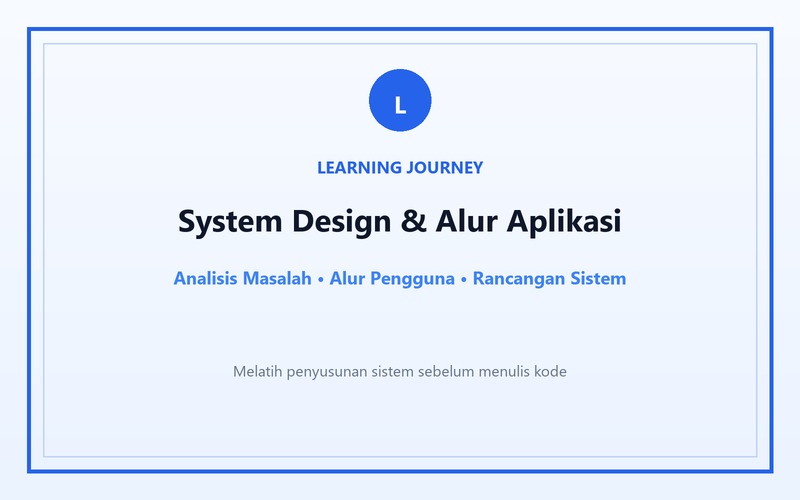 L
LEARNING JOURNEY
System Design & Alur Aplikasi
Analisis Masalah • Alur Pengguna • Rancangan Sistem
Melatih penyusunan sistem sebelum menulis kode